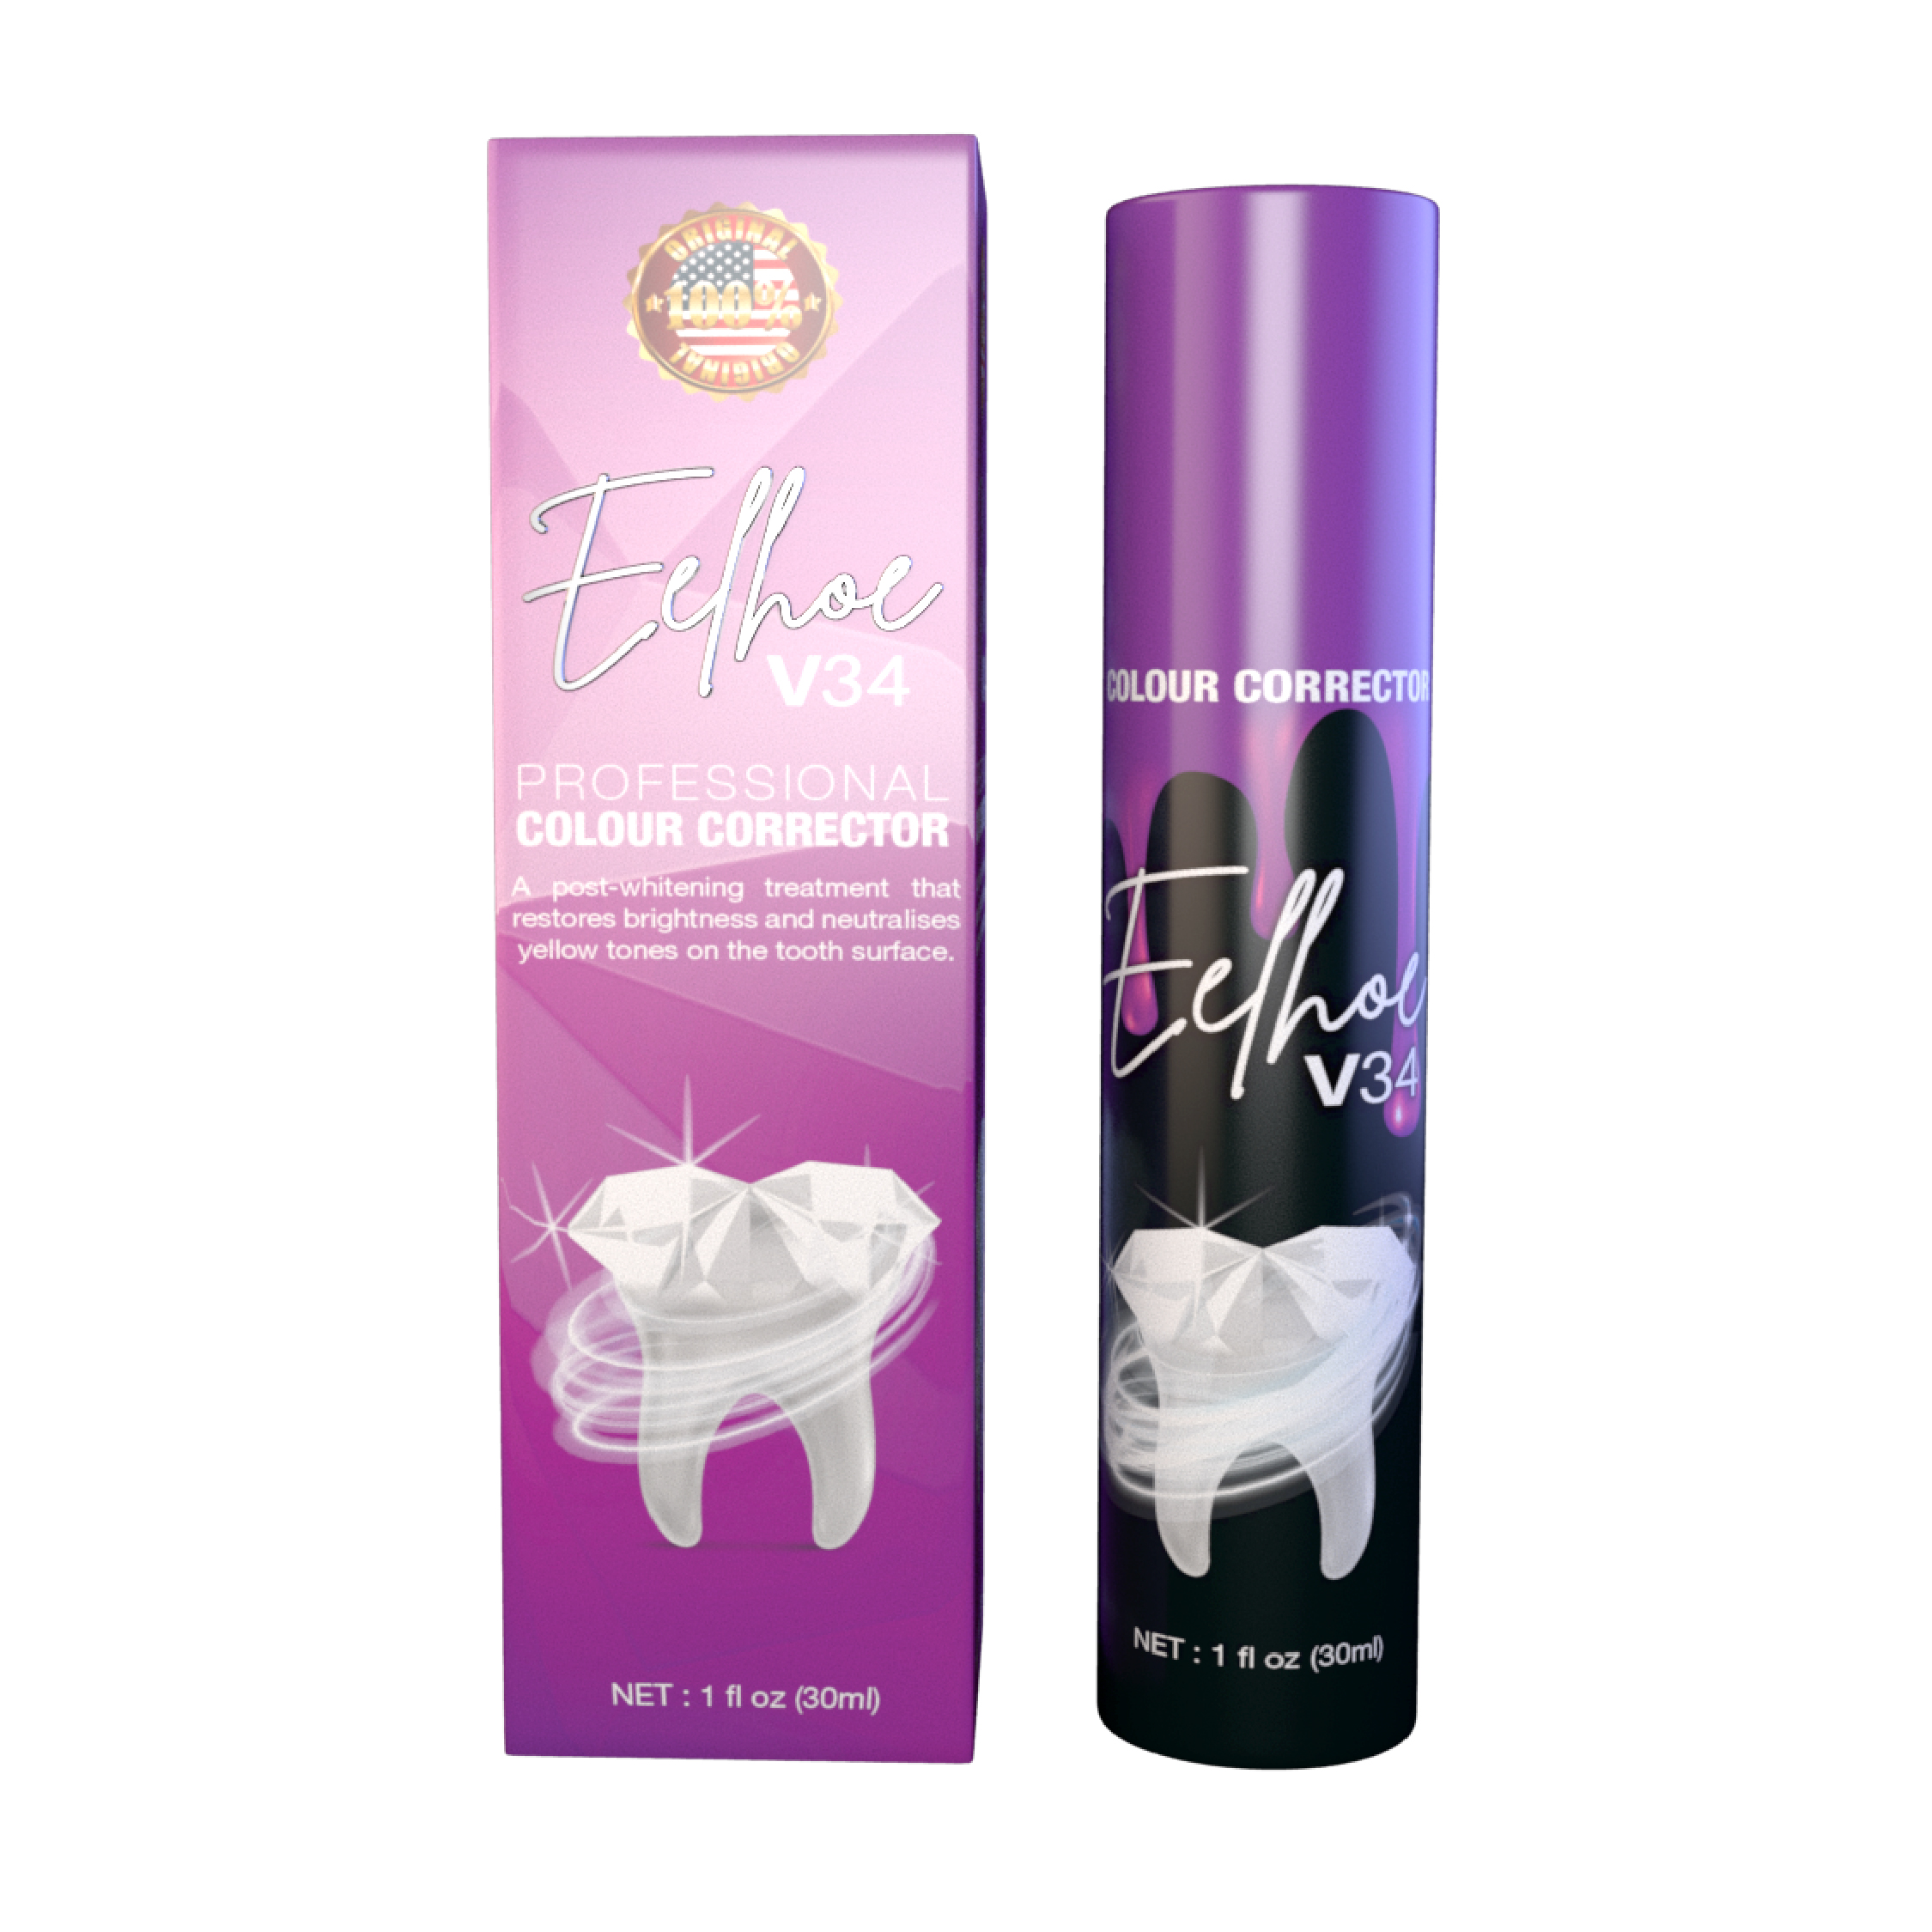 ORIGINAL
100%
ORIGINAL
Eelhoe
V34
PROFESSIONAL
COLOUR CORRECTOR
A post-whitening treatment that
restores brightness and neutralises
yellow tones on the tooth surface.
NET : 1 fl oz (30ml)
COLOUR CORRECTOR
Eelhoe
V34
NET : 1 fl oz (30ml)